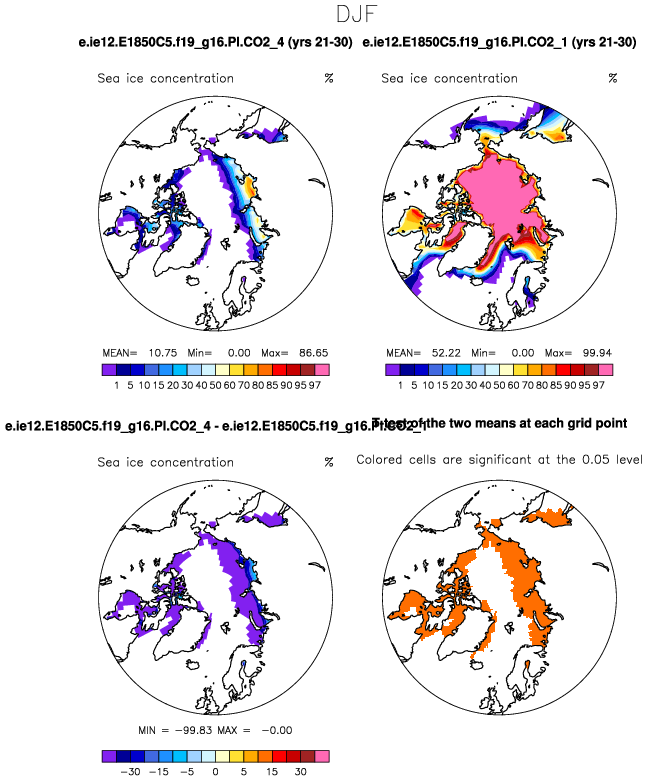 DJF
e.ie12.E1850C5.f19_g16.PI.CO2_4 (yrs 21-30) e.ie12.E1850C5.f19_g16.PI.CO2_1 (yrs 21-30)
Sea ice concentration % Sea ice concentration %
MEAN= 10.75 Min= 0.00 Max= 86.65 MEAN= 52.22 Min= 0.00 Max= 99.94
1 5 10 15 20 30 40 50 60 70 80 85 90 95 97 1 5 10 15 20 30 40 50 60 70 80 85 90 95 97
e.ie12.E1850C5.f19_g16.PI.CO2_4 - e.ie12.E1850C5.f19_g16.PI.CO2_1 T-test of the two means at each grid point
Sea ice concentration % Colored cells are significant at the 0.05 level
MIN = -99.83 MAX = -0.00
-30 -15 -5 0 5 15 30